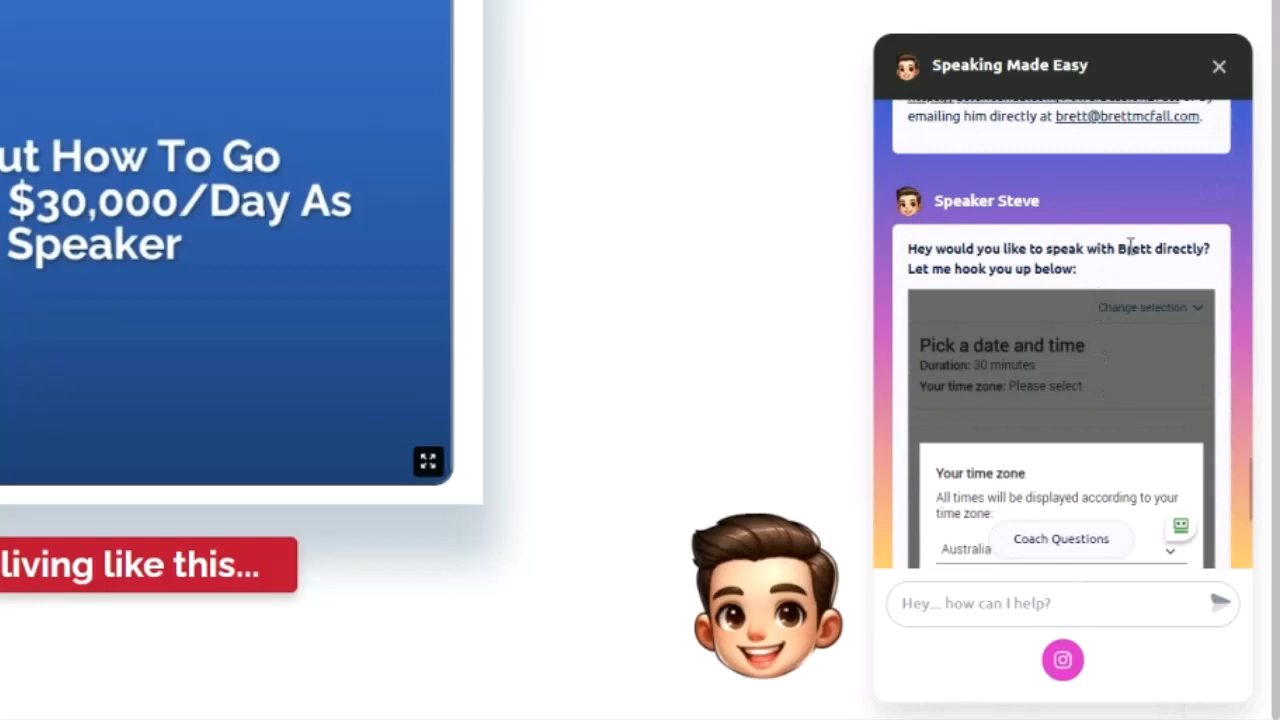 ut How To Go
$30,000/Day As
Speaker
living like this...
Speaking Made Easy
emailing him directly at brett@brettmcfall.com.
Speaker Steve
Hey would you like to speak with Brett directly?
Let me hook you up below:
Change selection
Pick a date and time
Duration: 30 minutes
Your time zone: Please select
Your time zone
All times will be displayed according to your
time zone:
Coach Questions
Australia
Hey... how can I help?